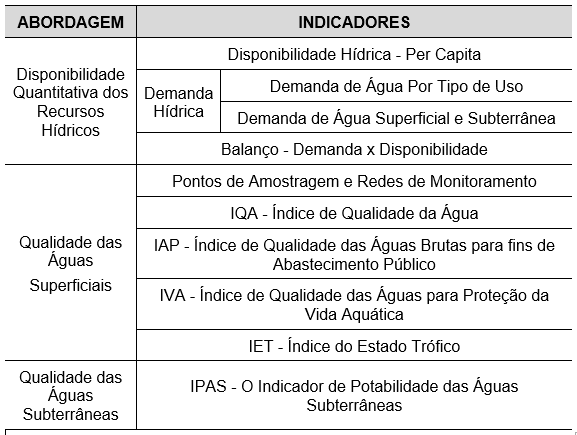 ABORDAGEM INDICADORES
Disponibilidade
Quantitativa dos
Recursos
Hídricos
Disponibilidade Hídrica - Per Capita
Demanda
Hídrica
Demanda de Água Por Tipo de Uso
Demanda de Água Superficial e Subterrânea
Balanço - Demanda x Disponibilidade
Qualidade das
Águas
Superficiais
Pontos de Amostragem e Redes de Monitoramento
IQA - Índice de Qualidade da Água
IAP - Índice de Qualidade das Águas Brutas para fins de
Abastecimento Público
IVA - Índice de Qualidade das Águas para Proteção da
Vida Aquática
IET - Índice do Estado Trófico
Qualidade das
Águas
Subterrâneas
IPAS - O Indicador de Potabilidade das Águas
Subterrâneas